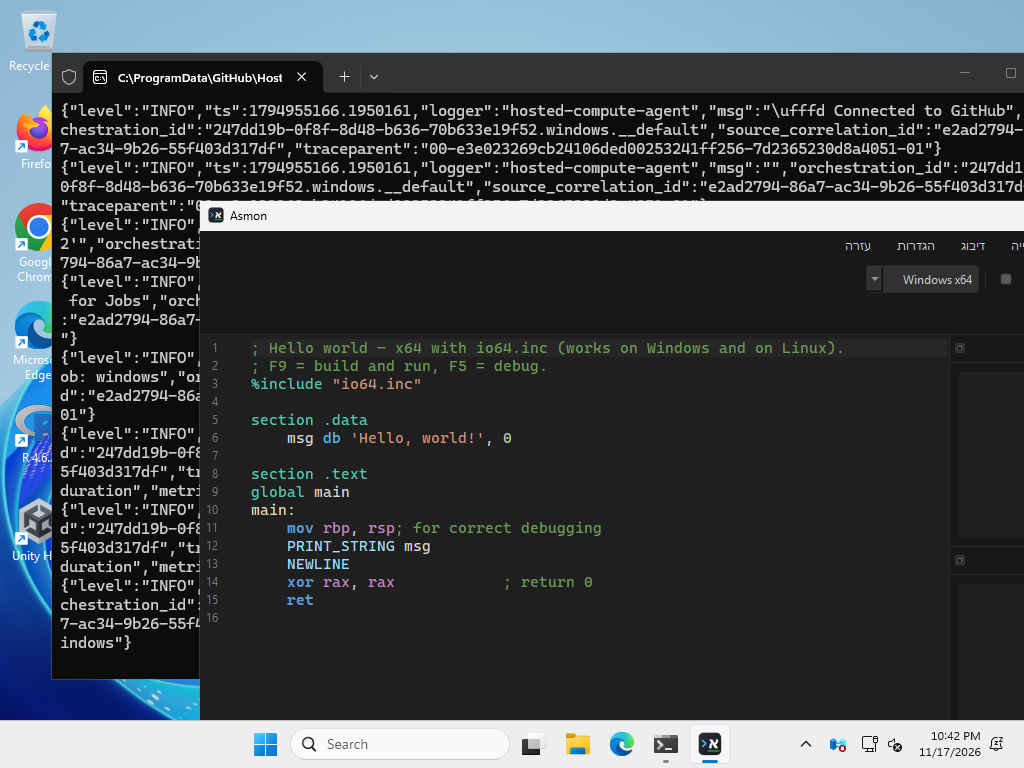 Recycle
Firefo
Googl
Chrom
Micros
Edge
R 4.6.
Unity H
C:\ProgramData\GitHub\Host
{"level":"INFO","ts":1794955166.1950161,"logger":"hosted-compute-agent","msg":"\ufffd Connected to GitHub",
chestration_id":"247dd19b-0f8f-8d48-b636-70b633e19f52.windows.__default","source_correlation_id":"e2ad2794-
7-ac34-9b26-55f403d317df","traceparent":"00-e3e023269cb24106ded00253241ff256-7d2365230d8a4051-01"}
{"level":"INFO","ts":1794955166.1950161,"logger":"hosted-compute-agent","msg":"","orchestration_id":"247dd1
0f8f-8d48-b636-70b633e19f52.windows.__default","source_correlation_id":"e2ad2794-86a7-ac34-9b26-55f403d317d
"traceparent":"
{"level":"INFO",
2'","orchestrati
794-86a7-ac34-9b
{"level":"INFO",
for Jobs","orch
:"e2ad2794-86a7-
"}
{"level":"INFO",
ob: windows","or
d":"e2ad2794-86a
01"}
{"level":"INFO",
d":"247dd19b-0f8
5f403d317df","tr
duration","metri
{"level":"INFO",
d":"247dd19b-0f8
5f403d317df","tr
duration","metri
{"level":"INFO",
chestration_id":
7-ac34-9b26-55f4
indows"}
Asmon
דיבוג הגדרות עזרה
Windows x64
1 ; Hello world — x64 with io64.inc (works on Windows and on Linux).
2 ; F9 = build and run, F5 = debug.
3 %include "io64.inc"
4
5 section .data
6 msg db 'Hello, world!', 0
7
8 section .text
9 global main
10 main:
11 mov rbp, rsp; for correct debugging
12 PRINT_STRING msg
13 NEWLINE
14 xor rax, rax ; return 0
15 ret
16
Search
10:42 PM
11/17/2026